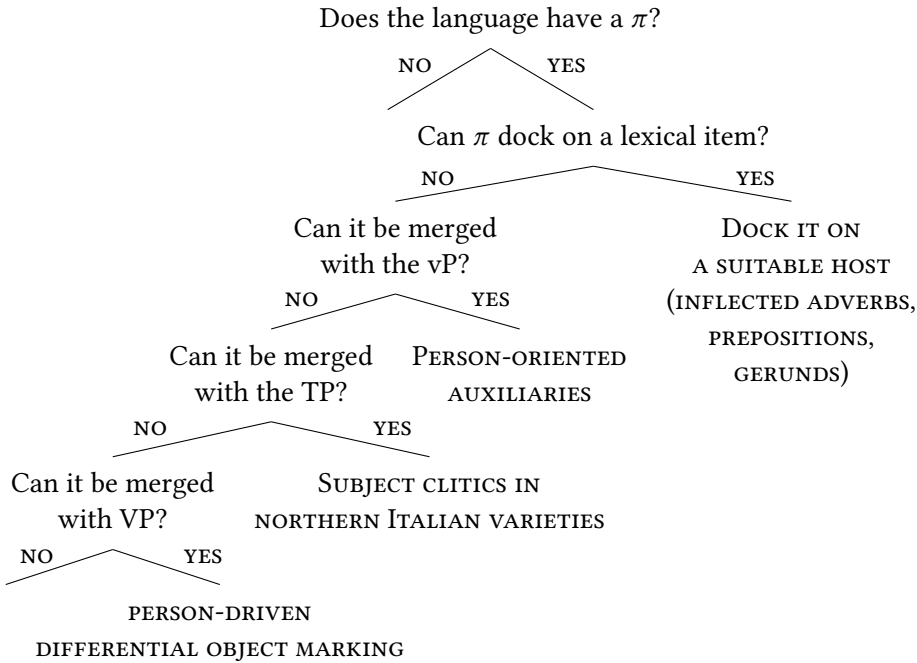 Does the language have a π?
NO YES
Can π dock on a lexical item?
NO YES
Can it be merged
with the vP?
DOCK IT ON
A SUITABLE HOST
(INFLECTED ADVERBS,
PREPOSITIONS,
GERUNDS)
NO YES
Can it be merged
with the TP?
PERSON-ORIENTED
AUXILIARIES
NO YES
Can it be merged
with VP?
SUBJECT CLITICS IN
NORTHERN ITALIAN VARIETIES
NO YES
PERSON-DRIVEN
DIFFERENTIAL OBJECT MARKING